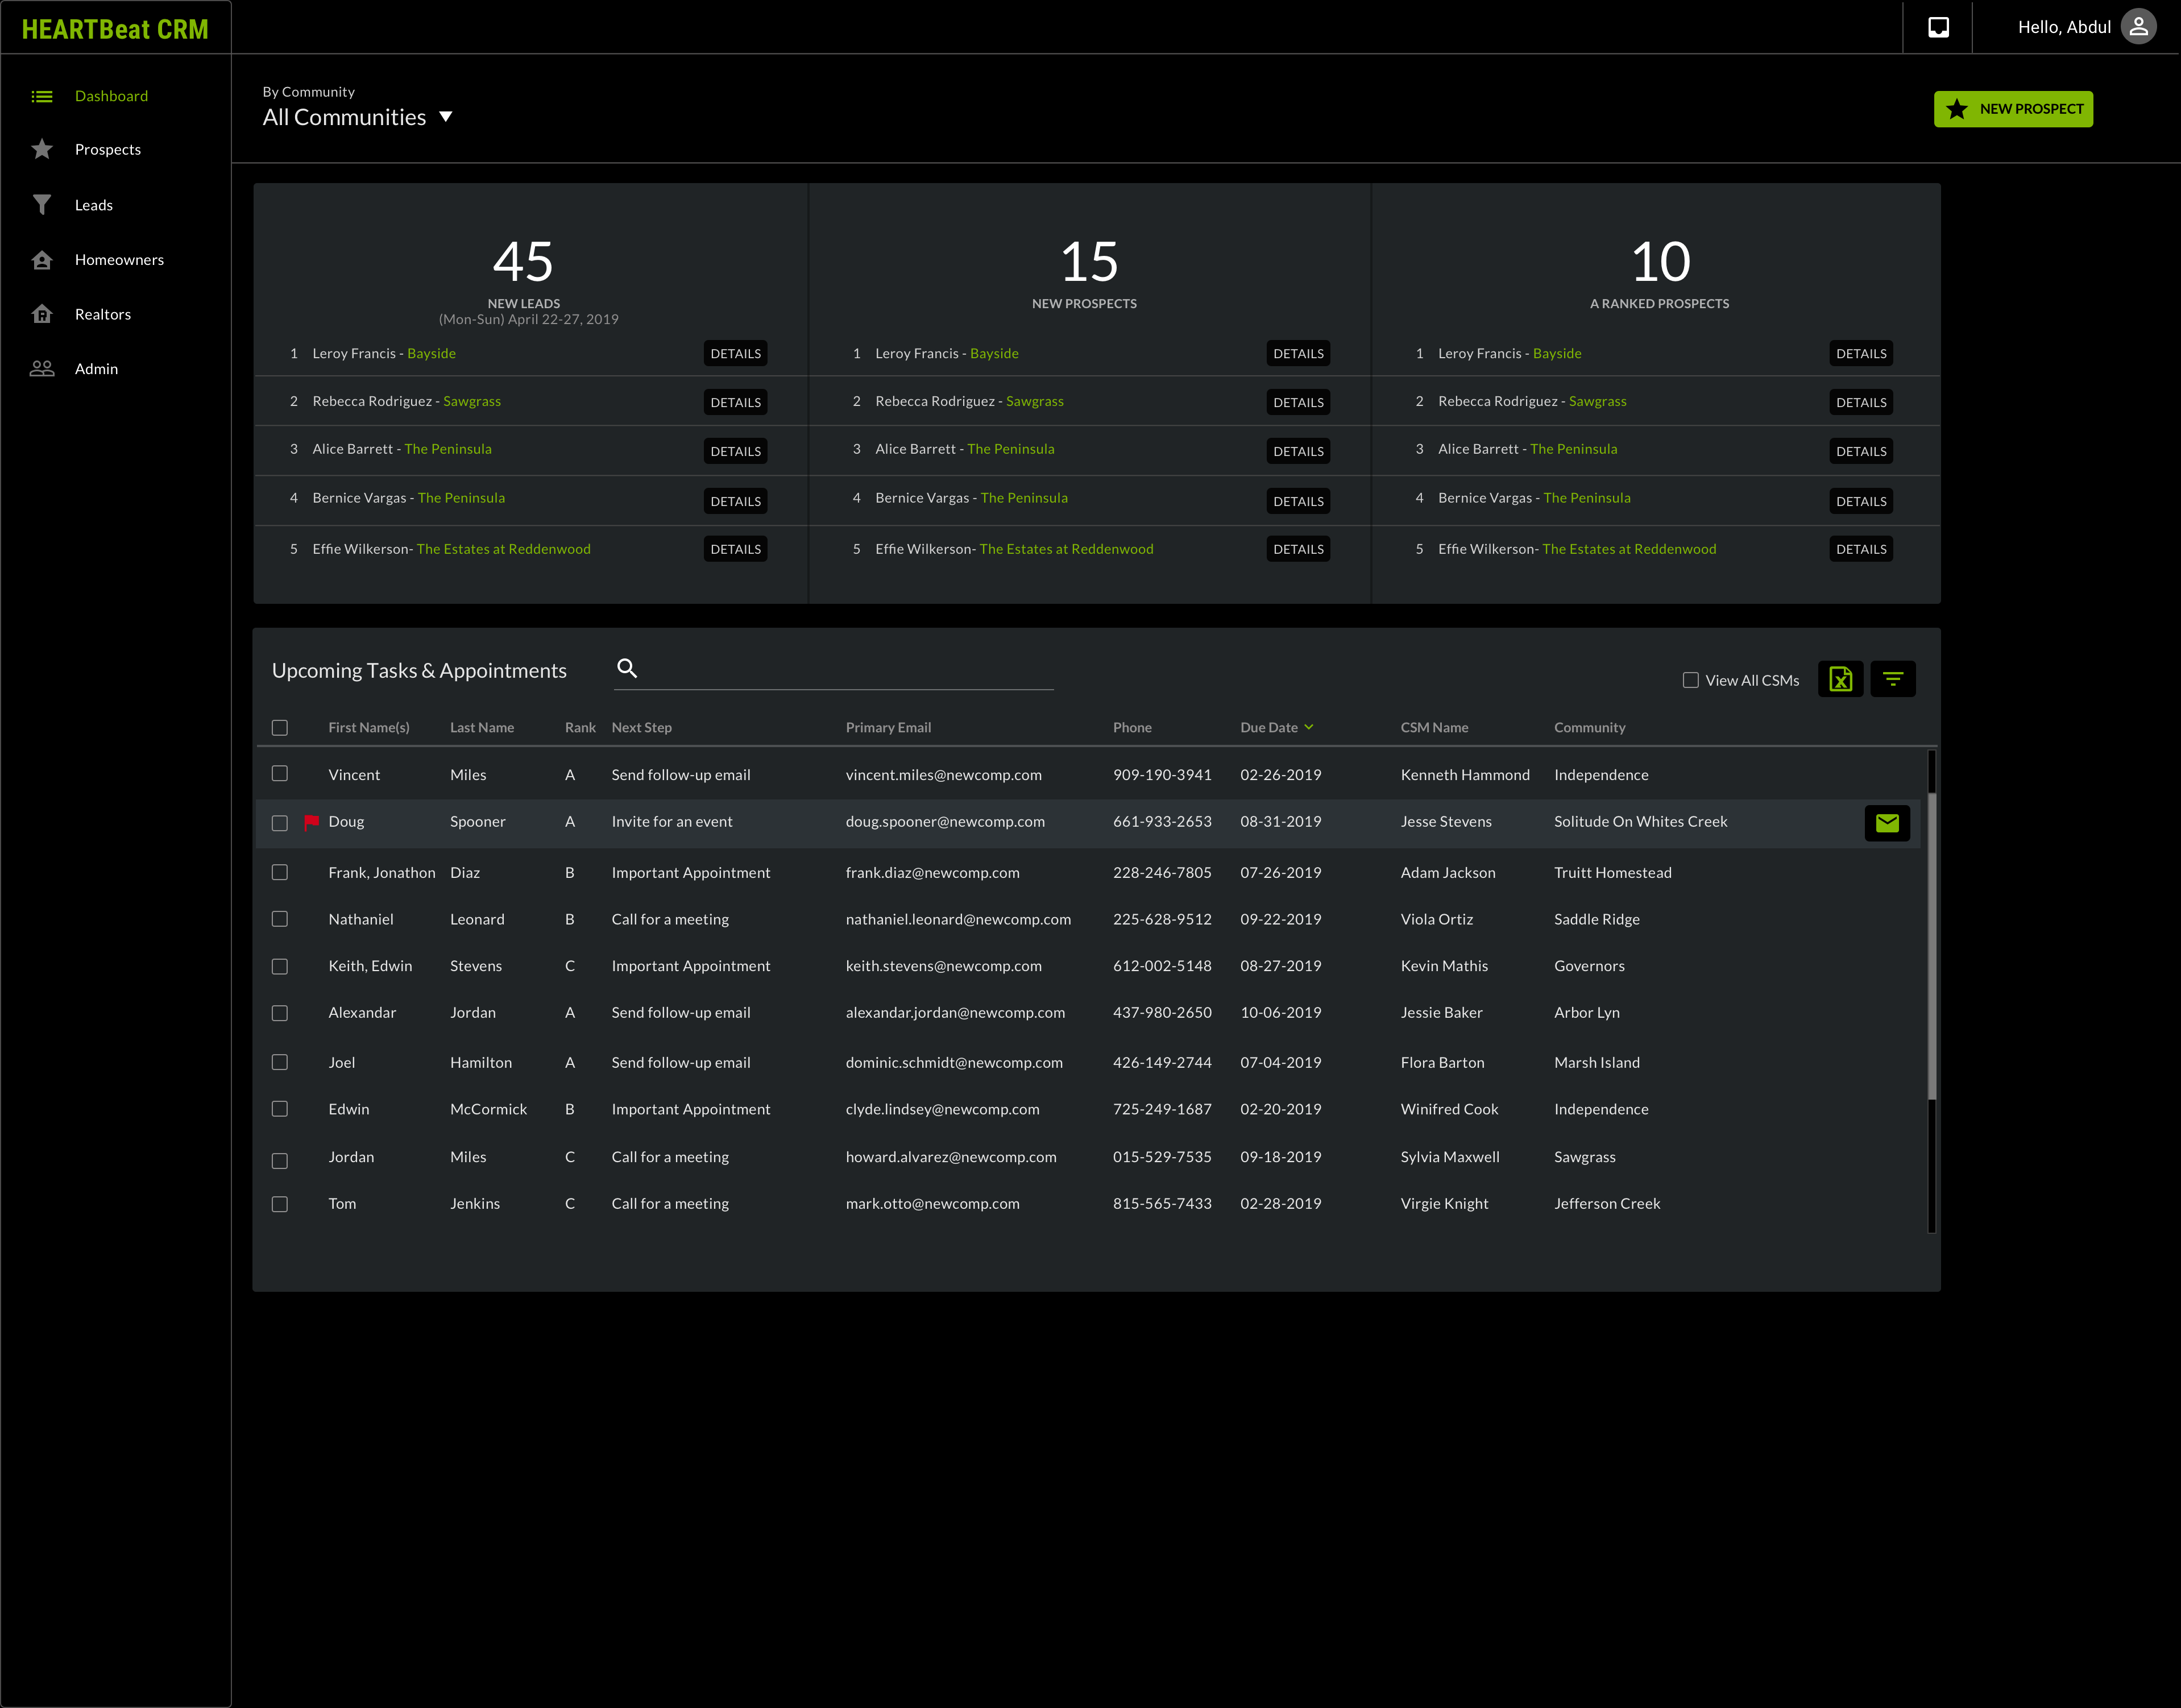 HEARTBeat CRM
Hello, Abdul
Dashboard
Prospects
Leads
Homeowners
Realtors
Admin
By Community
All Communities
NEW PROSPECT
45
NEW LEADS
(Mon-Sun) April 22-27, 2019
1 Leroy Francis - Bayside DETAILS
2 Rebecca Rodriguez - Sawgrass DETAILS
3 Alice Barrett - The Peninsula DETAILS
4 Bernice Vargas - The Peninsula DETAILS
5 Effie Wilkerson- The Estates at Reddenwood DETAILS
15
NEW PROSPECTS
1 Leroy Francis - Bayside DETAILS
2 Rebecca Rodriguez - Sawgrass DETAILS
3 Alice Barrett - The Peninsula DETAILS
4 Bernice Vargas - The Peninsula DETAILS
5 Effie Wilkerson- The Estates at Reddenwood DETAILS
10
A RANKED PROSPECTS
1 Leroy Francis - Bayside DETAILS
2 Rebecca Rodriguez - Sawgrass DETAILS
3 Alice Barrett - The Peninsula DETAILS
4 Bernice Vargas - The Peninsula DETAILS
5 Effie Wilkerson- The Estates at Reddenwood DETAILS
Upcoming Tasks & Appointments
View All CSMs
First Name(s) Last Name Rank Next Step Primary Email Phone Due Date CSM Name Community
Vincent Miles A Send follow-up email vincent.miles@newcomp.com 909-190-3941 02-26-2019 Kenneth Hammond Independence
Doug Spooner A Invite for an event doug.spooner@newcomp.com 661-933-2653 08-31-2019 Jesse Stevens Solitude On Whites Creek
Frank, Jonathon Diaz B Important Appointment frank.diaz@newcomp.com 228-246-7805 07-26-2019 Adam Jackson Truitt Homestead
Nathaniel Leonard B Call for a meeting nathaniel.leonard@newcomp.com 225-628-9512 09-22-2019 Viola Ortiz Saddle Ridge
Keith, Edwin Stevens C Important Appointment keith.stevens@newcomp.com 612-002-5148 08-27-2019 Kevin Mathis Governors
Alexandar Jordan A Send follow-up email alexandar.jordan@newcomp.com 437-980-2650 10-06-2019 Jessie Baker Arbor Lyn
Joel Hamilton A Send follow-up email dominic.schmidt@newcomp.com 426-149-2744 07-04-2019 Flora Barton Marsh Island
Edwin McCormick B Important Appointment clyde.lindsey@newcomp.com 725-249-1687 02-20-2019 Winifred Cook Independence
Jordan Miles C Call for a meeting howard.alvarez@newcomp.com 015-529-7535 09-18-2019 Sylvia Maxwell Sawgrass
Tom Jenkins C Call for a meeting mark.otto@newcomp.com 815-565-7433 02-28-2019 Virgie Knight Jefferson Creek